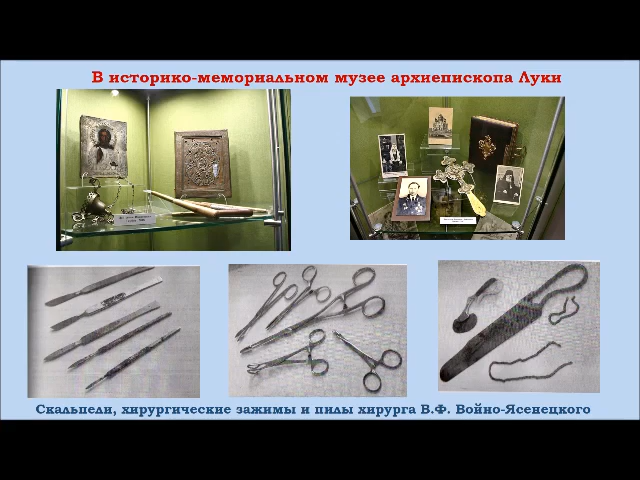 В историко-мемориальном музее архиепископа Луки
Скальпели, хирургические зажимы и пилы хирурга В.Ф. Войно-Ясенецкого